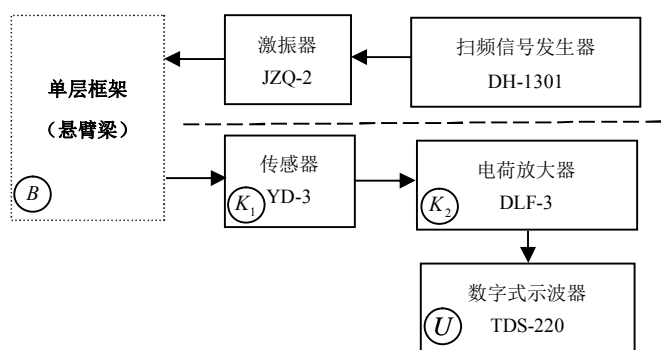 激振器
JZQ-2
扫频信号发生器
DH-1301
单层框架
（悬臂梁）
B
传感器
YD-3
K₁
电荷放大器
DLF-3
K₂
数字式示波器
TDS-220
U